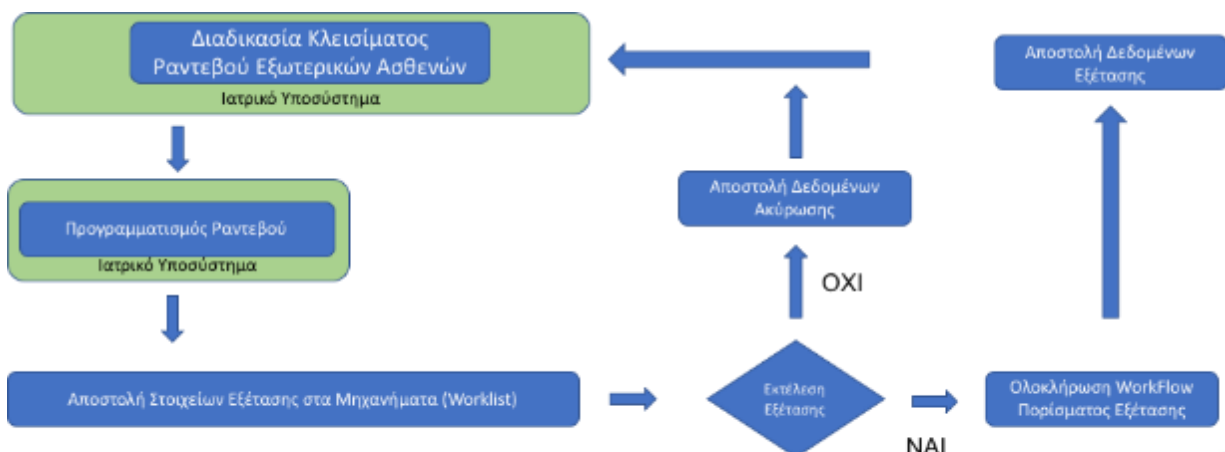 Διαδικασία Κλεισίματος
Ραντεβού Εξωτερικών Ασθενών
Ιατρικό Υποσύστημα
Αποστολή Δεδομένων
Εξέτασης
Αποστολή Δεδομένων
Ακύρωσης
Προγραμματισμός Ραντεβού
Ιατρικό Υποσύστημα
ΟΧΙ
Αποστολή Στοιχείων Εξέτασης στα Μηχανήματα (Worklist)
Εκτέλεση
Εξέτασης
Ολοκλήρωση WorkFlow
Πορίσματος Εξέτασης
ΝΑΙ